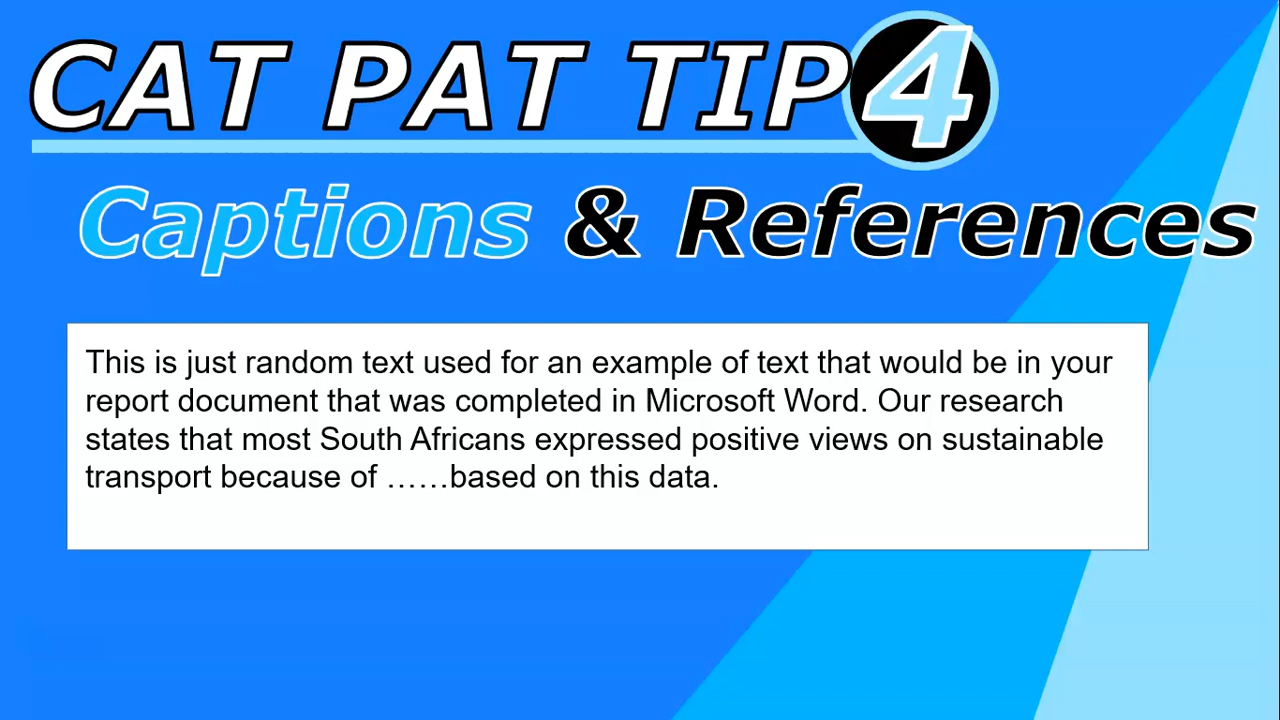 CAT PAT TIP 4
Captions & References
This is just random text used for an example of text that would be in your
report document that was completed in Microsoft Word. Our research
states that most South Africans expressed positive views on sustainable
transport because of ……based on this data.